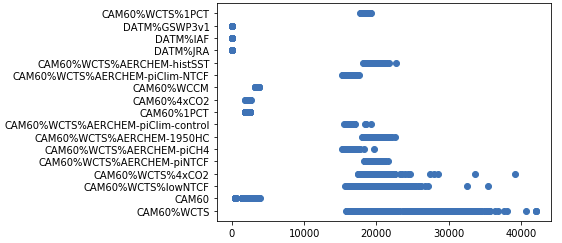 CAM60%WCTS%1PCT
DATM%GSWP3v1
DATM%IAF
DATM%JRA
CAM60%WCTS%AERCHEM-histSST
CAM60%WCTS%AERCHEM-piClim-NTCF
CAM60%WCCM
CAM60%4xCO2
CAM60%1PCT
CAM60%WCTS%AERCHEM-piClim-control
CAM60%WCTS%AERCHEM-1950HC
CAM60%WCTS%AERCHEM-piCH4
CAM60%WCTS%AERCHEM-piNTCF
CAM60%WCTS%4xCO2
CAM60%WCTS%lowNTCF
CAM60
CAM60%WCTS
0 10000 20000 30000 40000